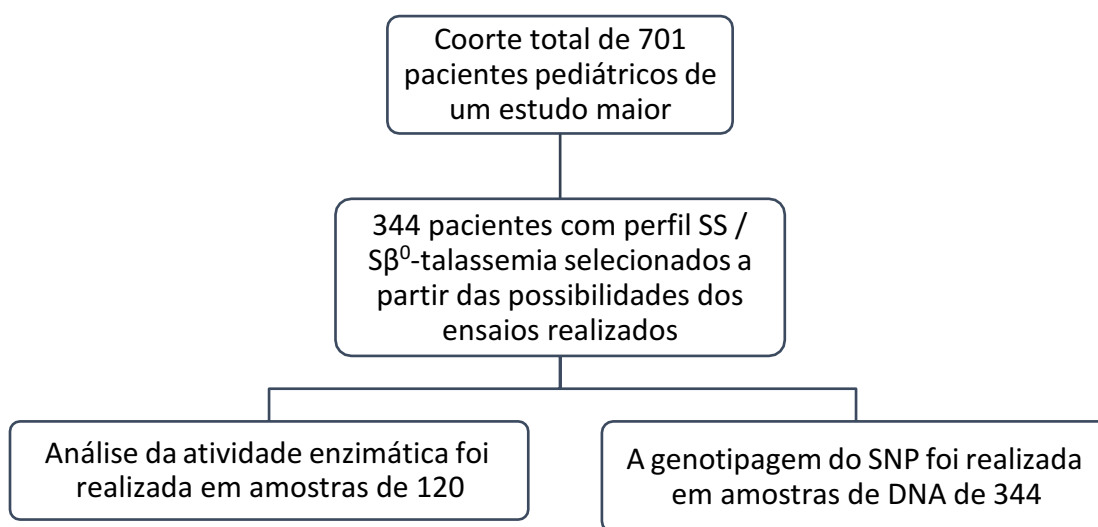 Coorte total de 701
pacientes pediátricos de
um estudo maior
344 pacientes com perfil SS /
Sβ⁰-talassemia selecionados a
partir das possibilidades dos
ensaios realizados
Análise da atividade enzimática foi
realizada em amostras de 120
A genotipagem do SNP foi realizada
em amostras de DNA de 344